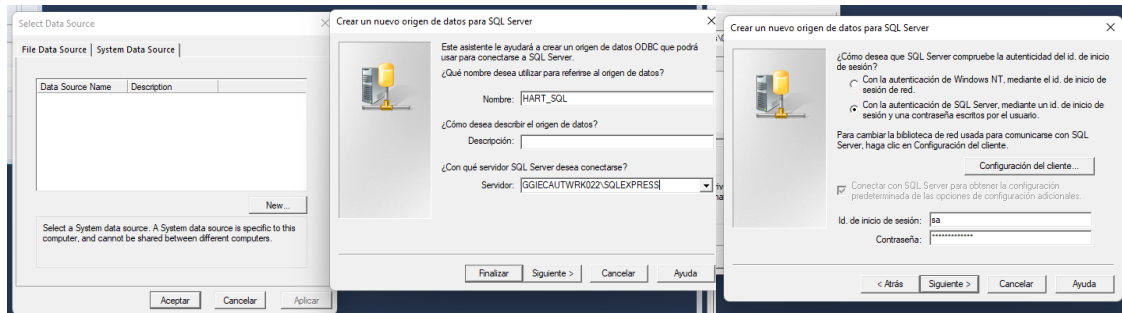 Select Data Source
File Data Source
System Data Source
Data Source Name
Description
New...
Select a System data source. A System data source is specific to this
computer, and cannot be shared between different computers.
Aceptar
Cancelar
Aplicar
Crear un nuevo origen de datos para SQL Server
Este asistente le ayudará a crear un origen de datos ODBC que podrá
usar para conectarse a SQL Server.
¿Qué nombre desea utilizar para referirse al origen de datos?
Nombre: HART_SQL
¿Cómo desea describir el origen de datos?
Descripción:
¿Con qué servidor SQL Server desea conectarse?
Servidor: GGIECAUTWRK022\SQLEXPRESS
Finalizar
Siguiente >
Cancelar
Ayuda
Crear un nuevo origen de datos para SQL Server
¿Cómo desea que SQL Server compruebe la autenticidad del id. de inicio
de sesión?
Con la autenticación de Windows NT, mediante el id. de inicio de
sesión de red.
Con la autenticación de SQL Server, mediante un id. de inicio de
sesión y una contraseña escritos por el usuario.
Para cambiar la biblioteca de red usada para comunicarse con SQL
Server, haga clic en Configuración del cliente.
Configuración del cliente...
Conectar con SQL Server para obtener la configuración
predeterminada de las opciones de configuración adicionales.
Id. de inicio de sesión: sa
Contraseña: *************
< Atrás
Siguiente >
Cancelar
Ayuda